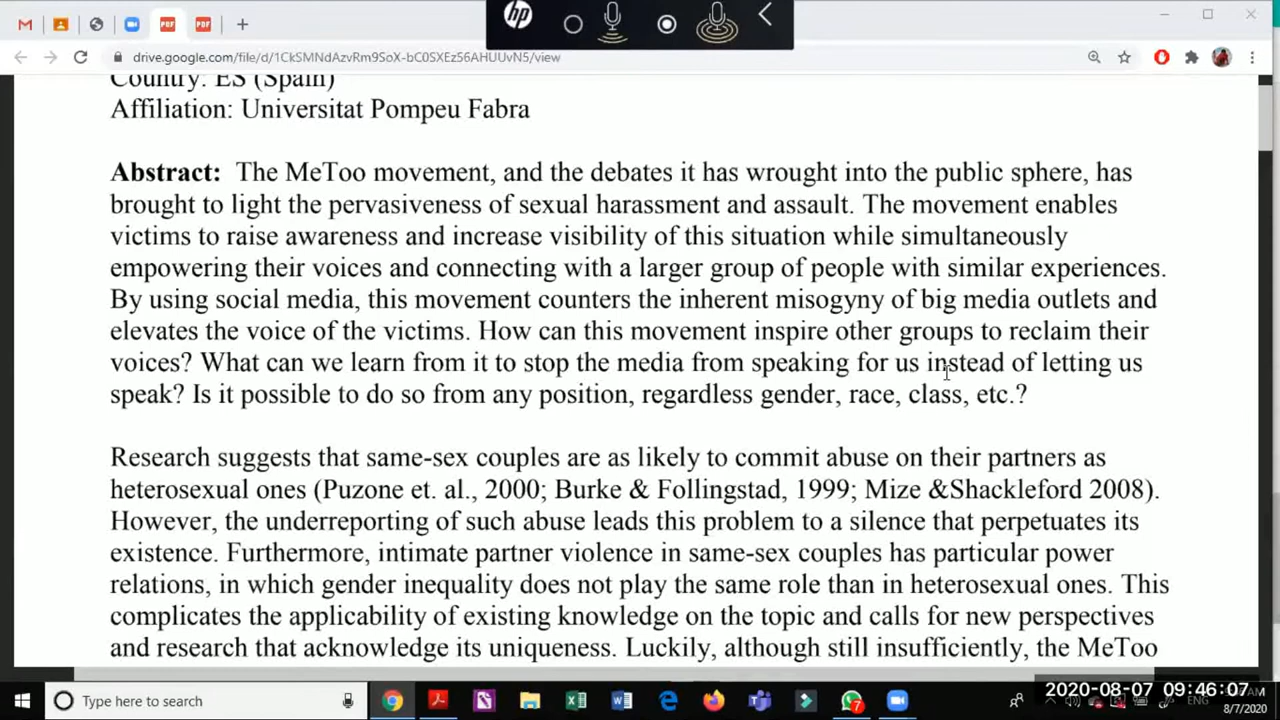 hp
drive.google.com/file/d/1CkSMNdAzvRm9SoX-bC0SXEz56AHUUvN5/view
Country: ES (Spain)
Affiliation: Universitat Pompeu Fabra
Abstract: The MeToo movement, and the debates it has wrought into the public sphere, has
brought to light the pervasiveness of sexual harassment and assault. The movement enables
victims to raise awareness and increase visibility of this situation while simultaneously
empowering their voices and connecting with a larger group of people with similar experiences.
By using social media, this movement counters the inherent misogyny of big media outlets and
elevates the voice of the victims. How can this movement inspire other groups to reclaim their
voices? What can we learn from it to stop the media from speaking for us instead of letting us
speak? Is it possible to do so from any position, regardless gender, race, class, etc.?
Research suggests that same-sex couples are as likely to commit abuse on their partners as
heterosexual ones (Puzone et. al., 2000; Burke & Follingstad, 1999; Mize &Shackleford 2008).
However, the underreporting of such abuse leads this problem to a silence that perpetuates its
existence. Furthermore, intimate partner violence in same-sex couples has particular power
relations, in which gender inequality does not play the same role than in heterosexual ones. This
complicates the applicability of existing knowledge on the topic and calls for new perspectives
and research that acknowledge its uniqueness. Luckily, although still insufficiently, the MeToo
Type here to search
2020-08-07 09:46:07
ENG
8/7/2020